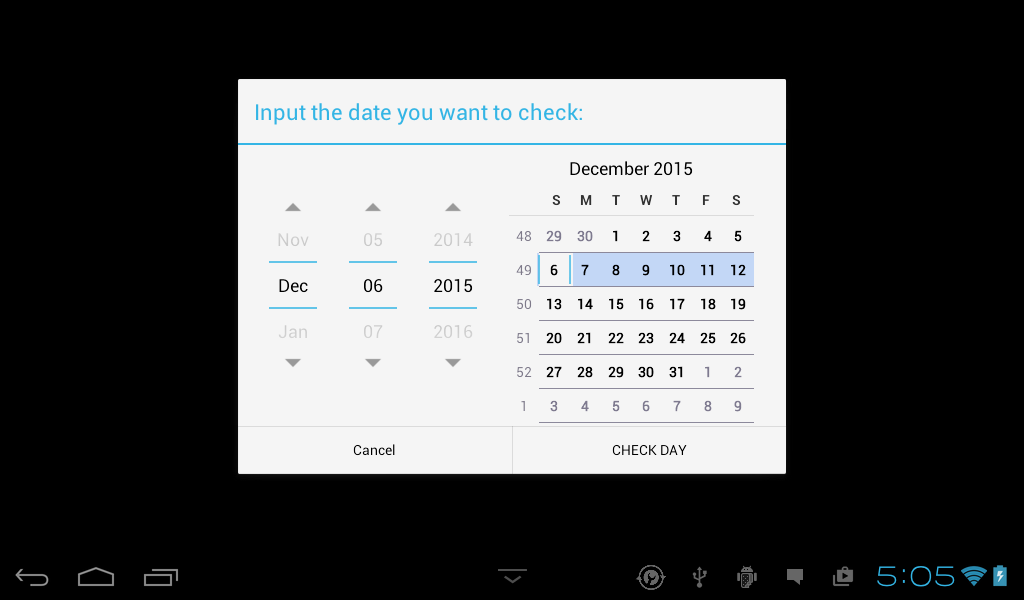 Input the date you want to check:
December 2015
S M T W T F S
Nov 05 2014
48 29 30 1 2 3 4 5
49 6 7 8 9 10 11 12
Dec 06 2015
50 13 14 15 16 17 18 19
Jan 07 2016
51 20 21 22 23 24 25 26
52 27 28 29 30 31 1 2
1 3 4 5 6 7 8 9
Cancel CHECK DAY
5:05